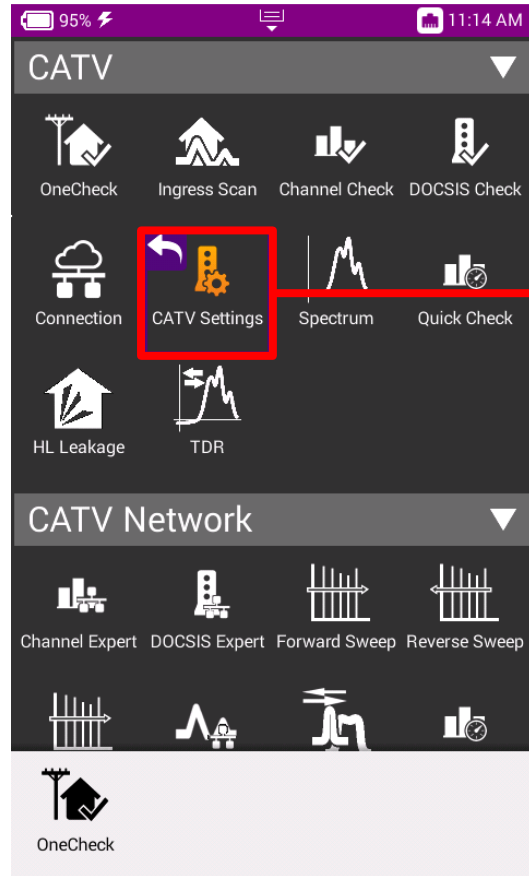 95% 11:14 AM
CATV
OneCheck Ingress Scan Channel Check DOCSIS Check
Connection CATV Settings Spectrum Quick Check
HL Leakage TDR
CATV Network
Channel Expert DOCSIS Expert Forward Sweep Reverse Sweep
OneCheck